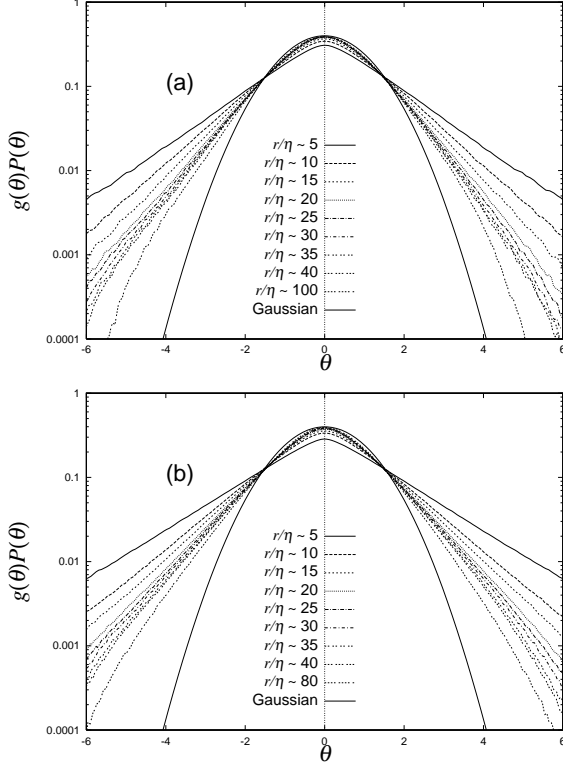 1
0.1
0.01
0.001
0.0001
g(θ)P(θ)
(a)
r/η ~ 5
r/η ~ 10
r/η ~ 15
r/η ~ 20
r/η ~ 25
r/η ~ 30
r/η ~ 35
r/η ~ 40
r/η ~ 100
Gaussian
-6 -4 -2 0 2 4 6
θ
1
0.1
0.01
0.001
0.0001
g(θ)P(θ)
(b)
r/η ~ 5
r/η ~ 10
r/η ~ 15
r/η ~ 20
r/η ~ 25
r/η ~ 30
r/η ~ 35
r/η ~ 40
r/η ~ 80
Gaussian
-6 -4 -2 0 2 4 6
θ